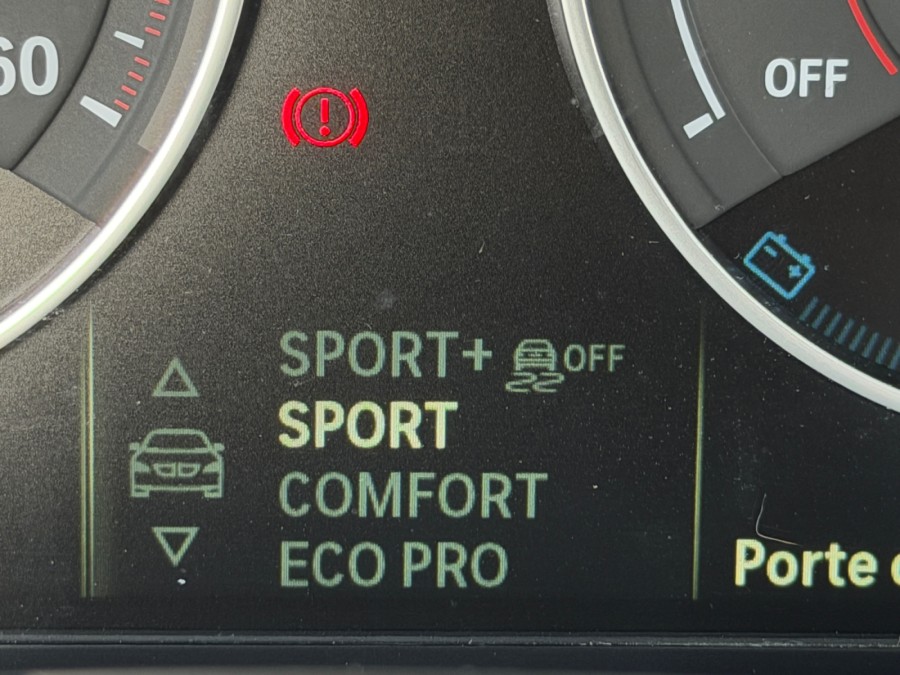 60
OFF
SPORT+ OFF
SPORT
COMFORT
ECO PRO
Porte